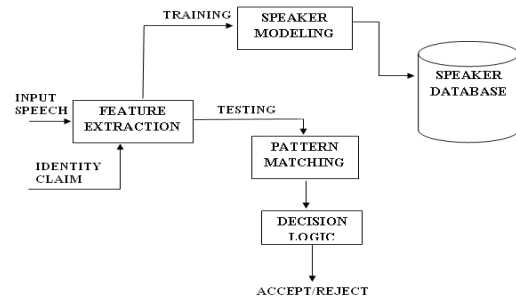 TRAINING
SPEAKER
MODELING
SPEAKER
DATABASE
INPUT
SPEECH
FEATURE
EXTRACTION
TESTING
PATTERN
MATCHING
IDENTITY
CLAIM
DECISION
LOGIC
ACCEPT/REJECT